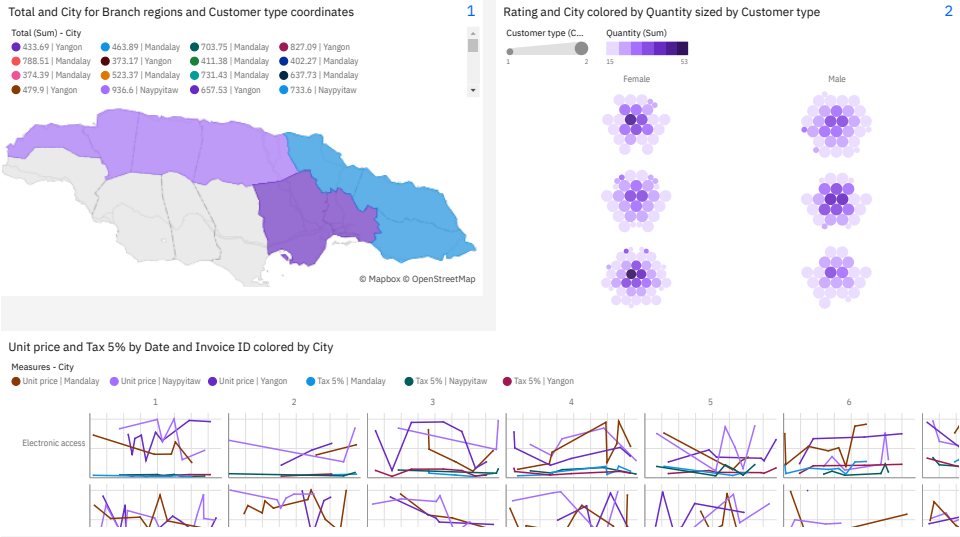 Total and City for Branch regions and Customer type coordinates
1
Total (Sum) - City
433.69 | Yangon
463.89 | Mandalay
703.75 | Mandalay
827.09 | Yangon
788.51 | Mandalay
373.17 | Yangon
411.38 | Mandalay
402.27 | Mandalay
374.39 | Mandalay
523.37 | Mandalay
731.43 | Mandalay
637.73 | Mandalay
479.9 | Yangon
936.6 | Naypyitaw
657.53 | Yangon
733.6 | Naypyitaw
© Mapbox © OpenStreetMap
Rating and City colored by Quantity sized by Customer type
2
Customer type (C...
Quantity (Sum)
1
2
15
53
Female
Male
Unit price and Tax 5% by Date and Invoice ID colored by City
Measures - City
Unit price | Mandalay
Unit price | Naypyitaw
Unit price | Yangon
Tax 5% | Mandalay
Tax 5% | Naypyitaw
Tax 5% | Yangon
1
2
3
4
5
6
Electronic access